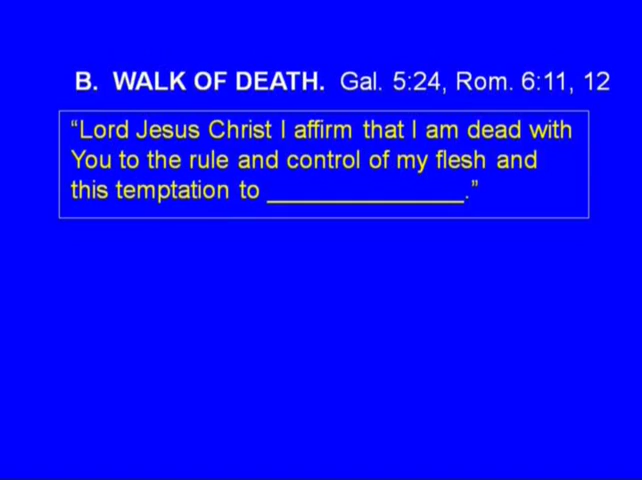 B. WALK OF DEATH. Gal. 5:24, Rom. 6:11, 12
“Lord Jesus Christ I affirm that I am dead with
You to the rule and control of my flesh and
this temptation to _________________.”